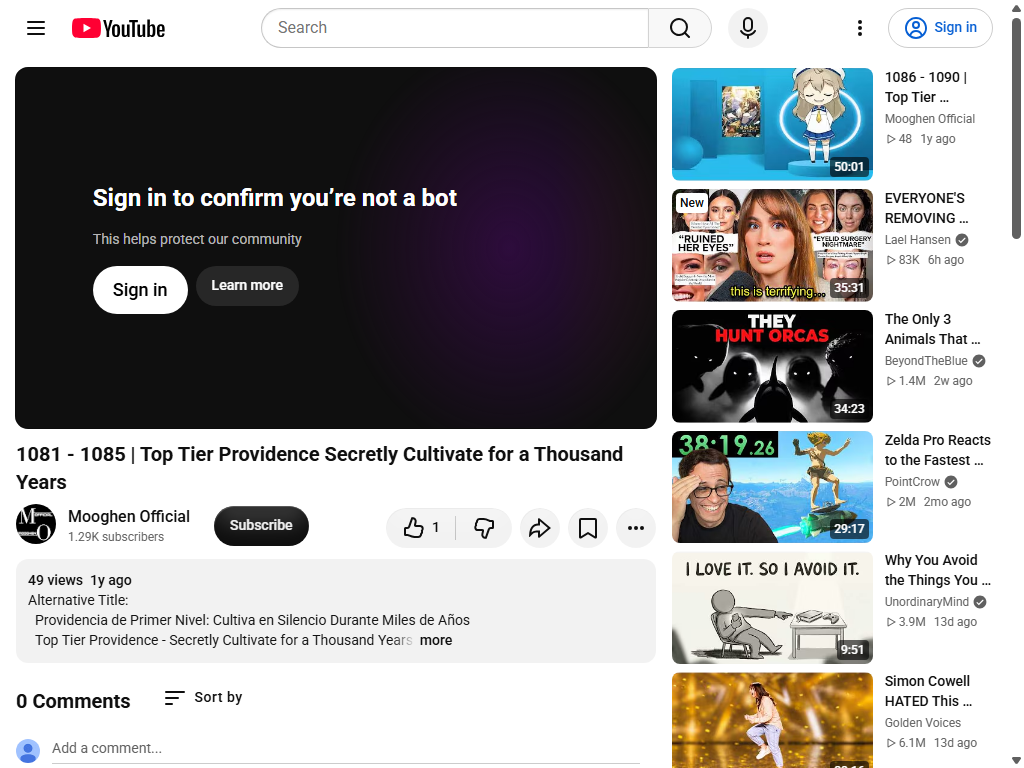 YouTube
Search
Sign in
Sign in to confirm you’re not a bot
This helps protect our community
Sign in
Learn more
1081 - 1085 | Top Tier Providence Secretly Cultivate for a Thousand
Years
Mooghen Official
1.29K subscribers
Subscribe
1
49 views 1y ago
Alternative Title:
Providencia de Primer Nivel: Cultiva en Silencio Durante Miles de Años
Top Tier Providence - Secretly Cultivate for a Thousand Years more
0 Comments
Sort by
Add a comment...
50:01
1086 - 1090 |
Top Tier …
Mooghen Official
48 1y ago
New
“RUINED
HER EYES”
“EYELID SURGERY
NIGHTMARE”
this is terrifying...
35:31
EVERYONE'S
REMOVING …
Lael Hansen
83K 6h ago
THEY
HUNT ORCAS
34:23
The Only 3
Animals That …
BeyondTheBlue
1.4M 2w ago
38:19.26
29:17
Zelda Pro Reacts
to the Fastest …
PointCrow
2M 2mo ago
I LOVE IT. SO I AVOID IT.
9:51
Why You Avoid
the Things You …
UnordinaryMind
3.9M 13d ago
Simon Cowell
HATED This …
Golden Voices
6.1M 13d ago